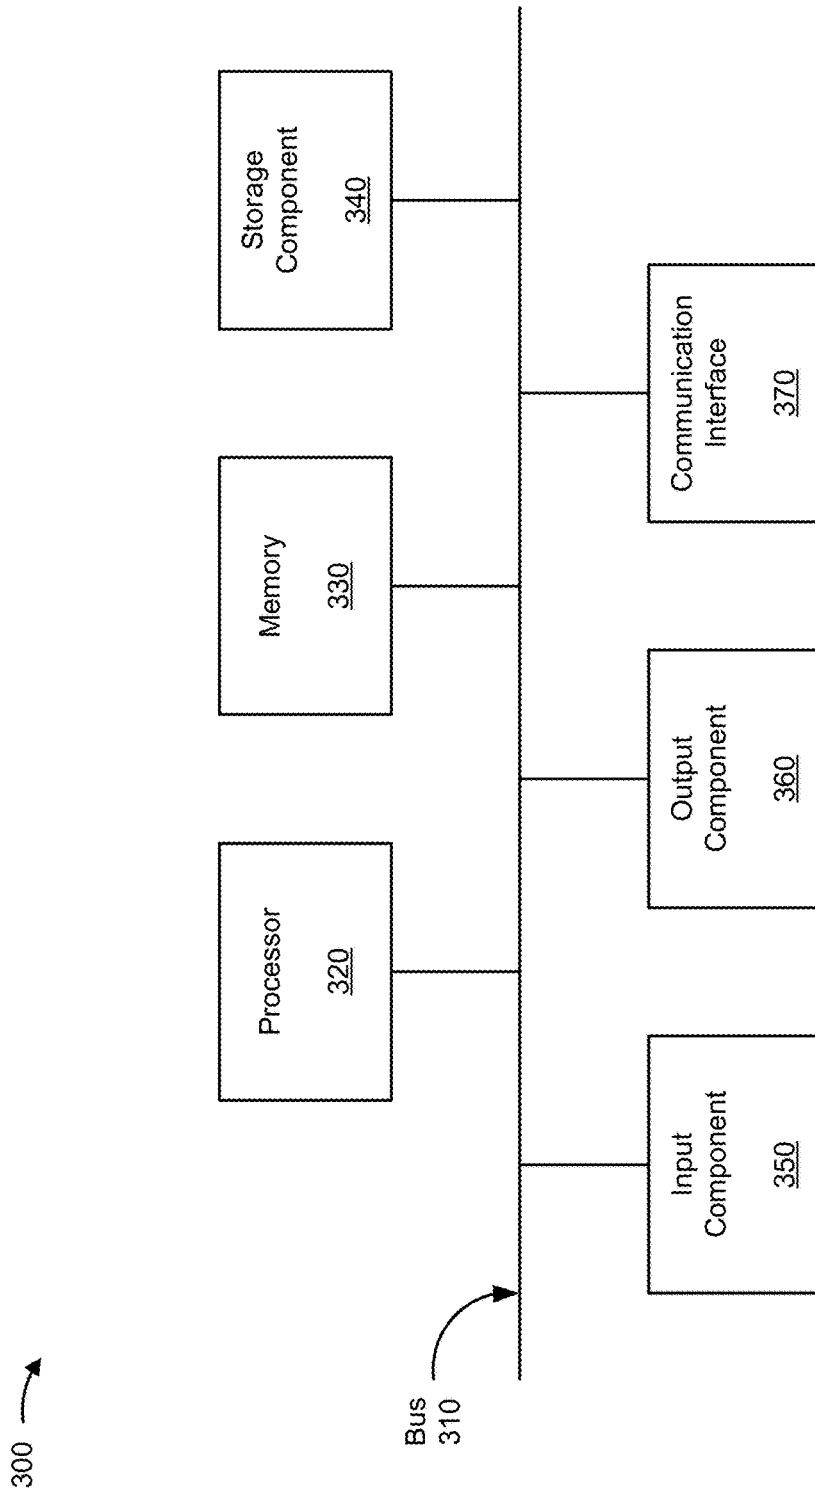 300
Bus
310
Processor
320
Memory
330
Storage
Component
340
Input
Component
350
Output
Component
360
Communication
Interface
370